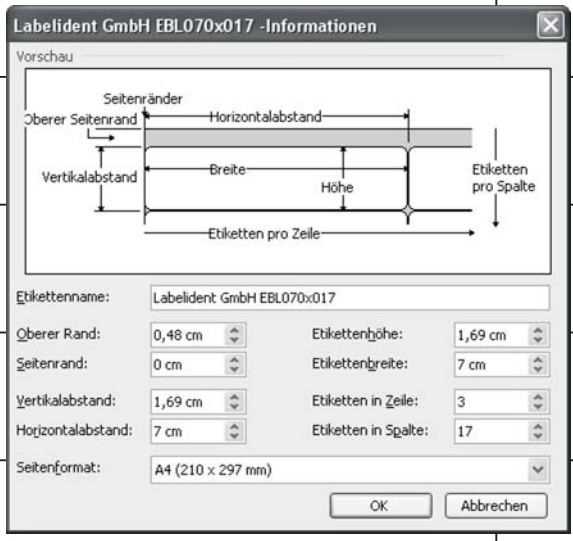 Labelident GmbH EBL070x017 -Informationen
Vorschau
Seitenränder
Oberer Seitenrand
Horizontalabstand
Vertikalabstand
Breite
Höhe
Etiketten
pro Spalte
Etiketten pro Zeile
Etikettenname: Labelident GmbH EBL070x017
Oberer Rand: 0,48 cm Etikettenhöhe: 1,69 cm
Seitenrand: 0 cm Etikettenbreite: 7 cm
Vertikalabstand: 1,69 cm Etiketten in Zeile: 3
Horizontalabstand: 7 cm Etiketten in Spalte: 17
Seitenformat: A4 (210 x 297 mm)
OK Abbrechen